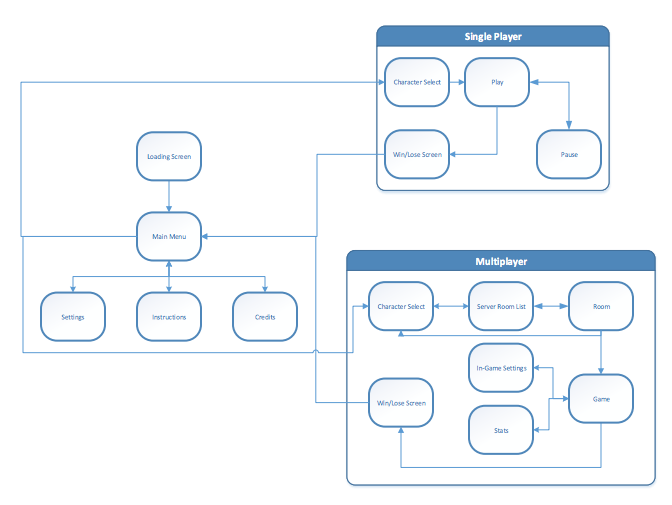 Single Player
Character Select
Play
Loading Screen
Win/Lose Screen
Pause
Main Menu
Multiplayer
Settings
Instructions
Credits
Character Select
Server Room List
Room
In-Game Settings
Win/Lose Screen
Game
Stats